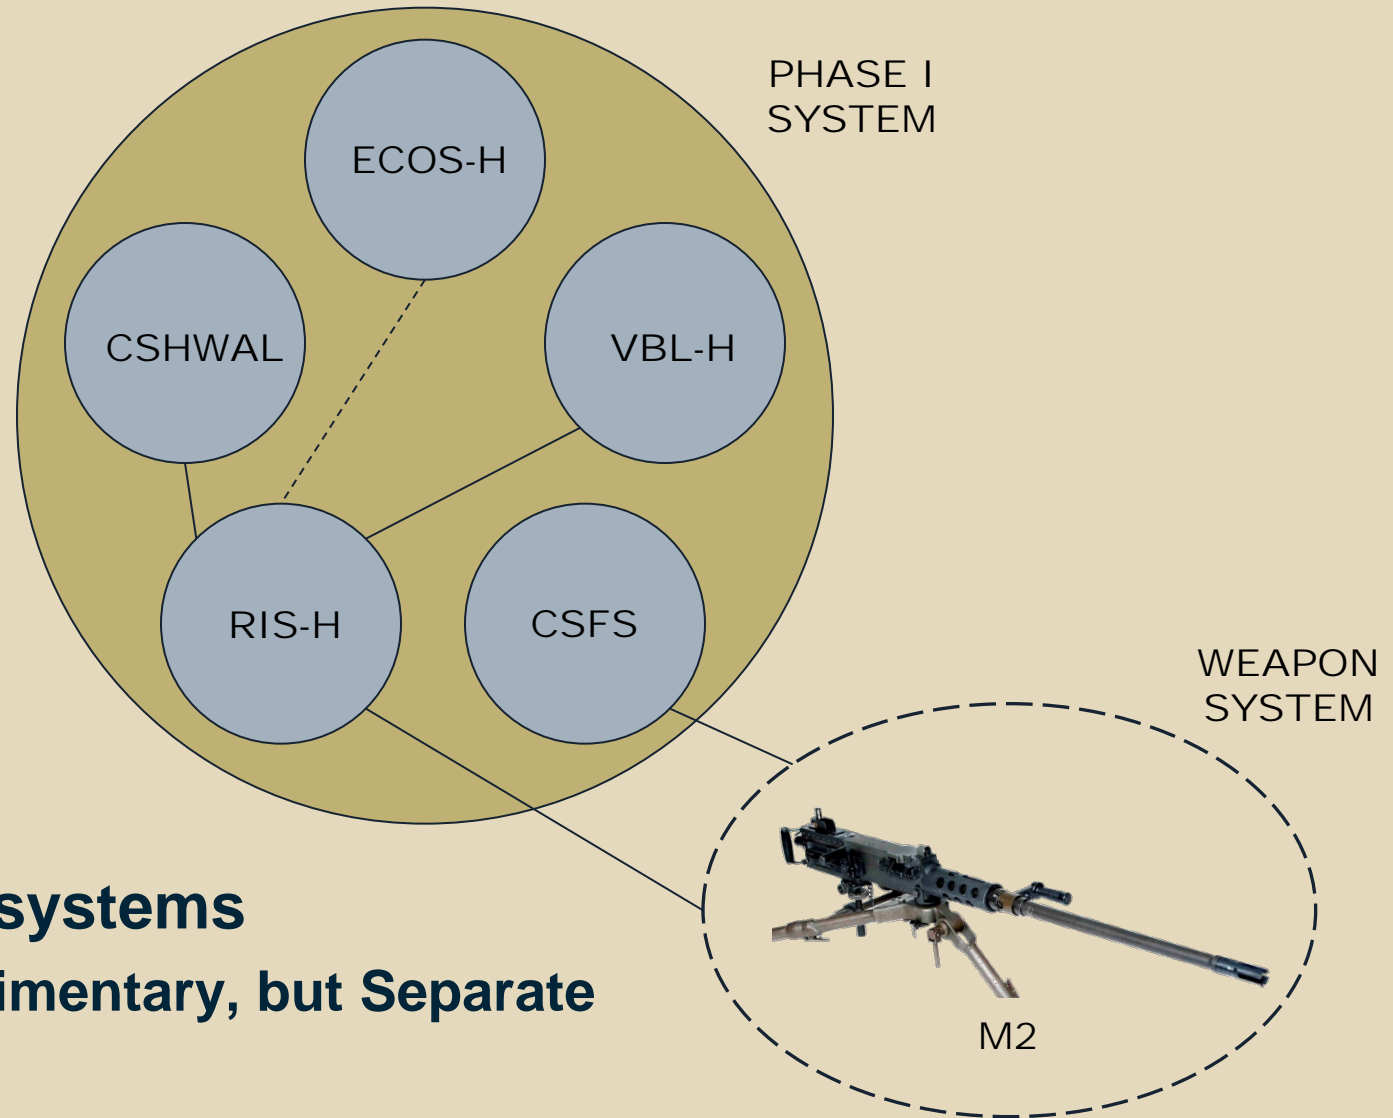 PHASE I
SYSTEM
ECOS-H
CSHWAL
VBL-H
RIS-H
CSFS
WEAPON
SYSTEM
systems
imentary, but Separate
M2